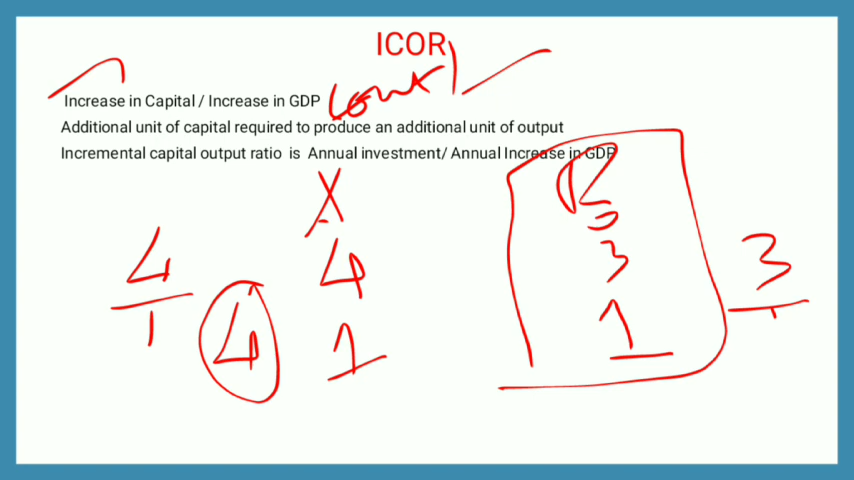 ICOR
Increase in Capital / Increase in GDP
Additional unit of capital required to produce an additional unit of output
Incremental capital output ratio is Annual investment/ Annual Increase in GDP
X
4
4
3
3
1
4
1
1